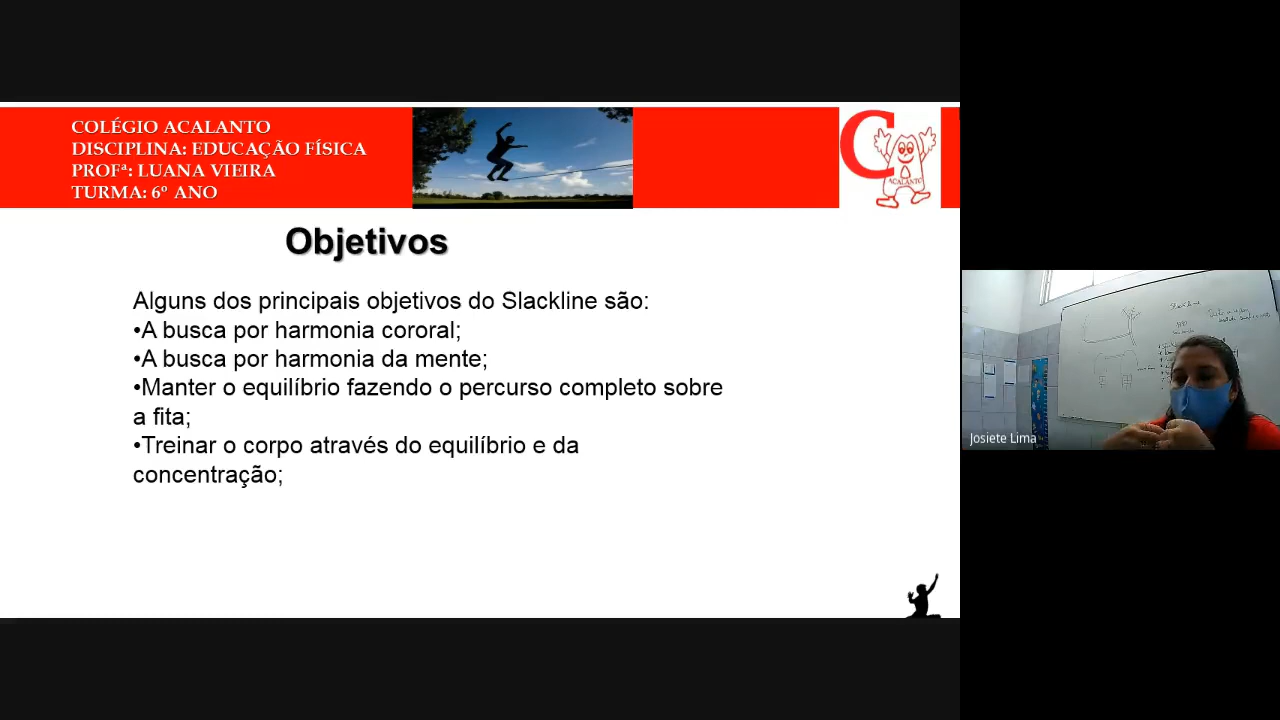 COLÉGIO ACALANTO
DISCIPLINA: EDUCAÇÃO FÍSICA
PROFª: LUANA VIEIRA
TURMA: 6º ANO
C
ACALANTO
Objetivos
Alguns dos principais objetivos do Slackline são:
•A busca por harmonia cororal;
•A busca por harmonia da mente;
•Manter o equilíbrio fazendo o percurso completo sobre
a fita;
•Treinar o corpo através do equilíbrio e da
concentração;
Slackline
Josiete Lima